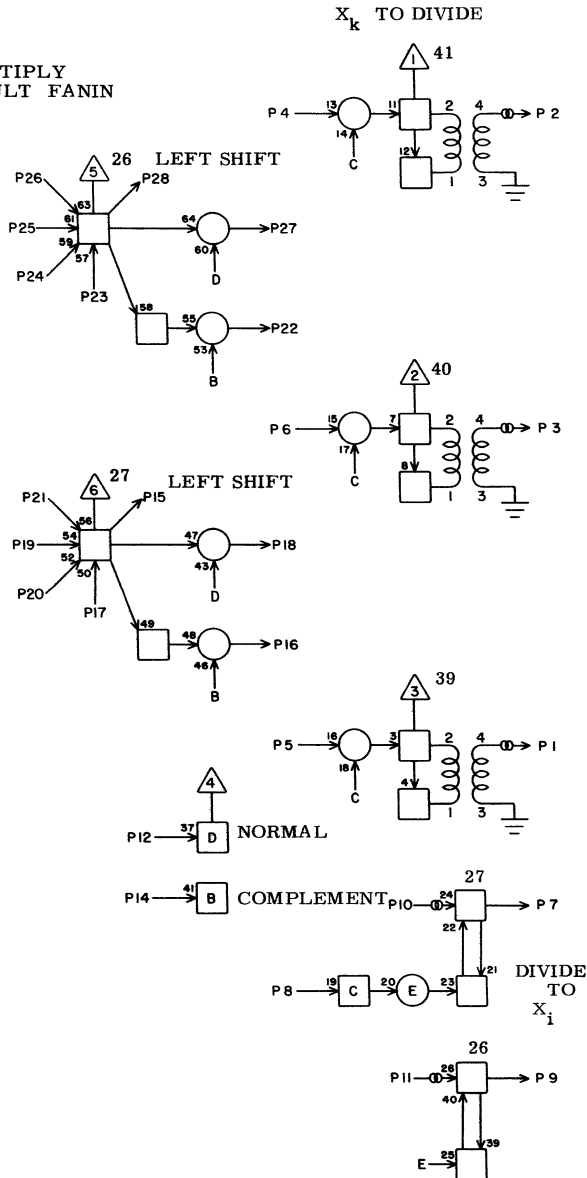 X_k TO DIVIDE
TIPLY
ULT FANIN
1 41
P4 13 11 2 4 P2
14 12
C 1 3
5 26 LEFT SHIFT
P26 63 P28
P25 61 64 P27
59 57 60
P24 P23 D
58 55 P22
53
B
2 40
P6 15 7 2 4 P3
17 8
C 1 3
6 27 LEFT SHIFT
P21 56 P15
P19 54 47 P18
52 50 43
P20 P17 D
49 48 P16
46
B
3 39
P5 16 3 2 4 P1
18 4
C 1 3
4
P12 37 D NORMAL
P14 41 B COMPLEMENT
27
P10 24 P7
22 21
P8 19 C 20 E 23
DIVIDE
TO
X_i
26
P11 26 P9
40 39
E 25